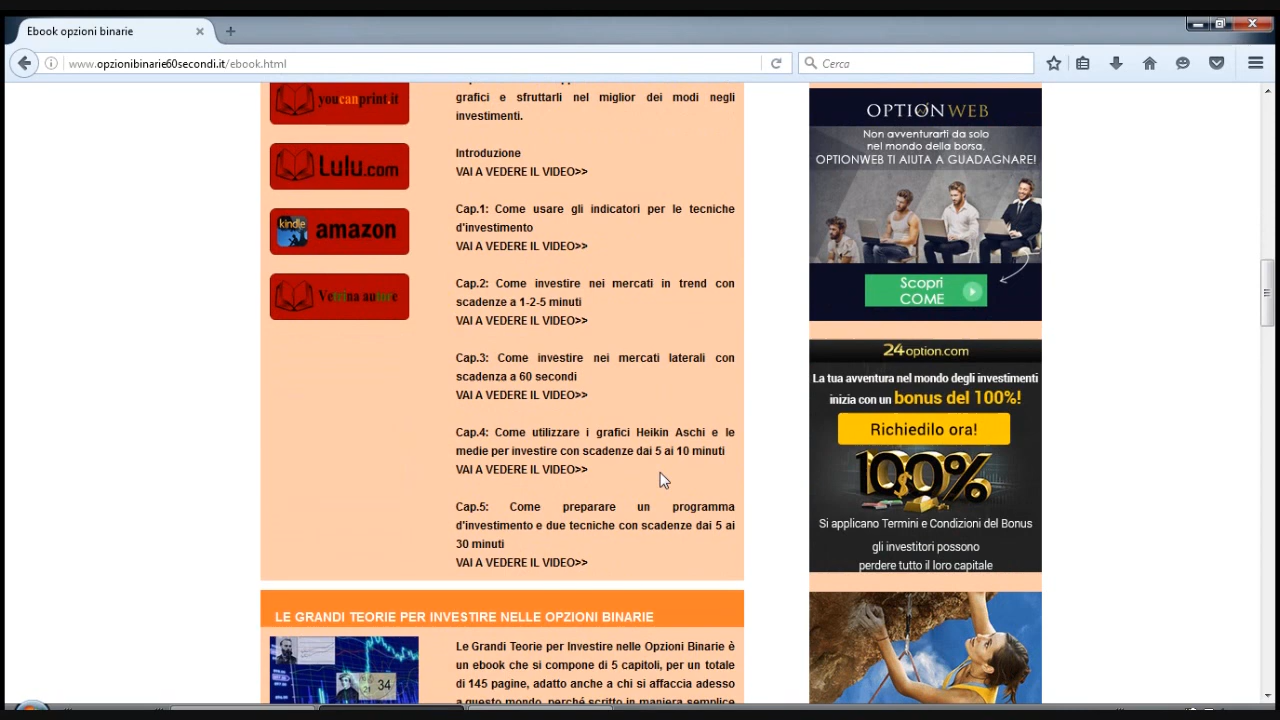 Ebook opzioni binarie
www.opzionibinarie60secondi.it/ebook.html
Cerca
youcanprint.it
Lulu.com
kindle amazon
grafici e sfruttarli nel miglior dei modi negli
investimenti.
Introduzione
VAI A VEDERE IL VIDEO>>
Cap.1: Come usare gli indicatori per le tecniche
d'investimento
VAI A VEDERE IL VIDEO>>
Cap.2: Come investire nei mercati in trend con
scadenze a 1-2-5 minuti
VAI A VEDERE IL VIDEO>>
Cap.3: Come investire nei mercati laterali con
scadenza a 60 secondi
VAI A VEDERE IL VIDEO>>
Cap.4: Come utilizzare i grafici Heikin Aschi e le
medie per investire con scadenze dai 5 ai 10 minuti
VAI A VEDERE IL VIDEO>>
Cap.5: Come preparare un programma
d'investimento e due tecniche con scadenze dai 5 ai
30 minuti
VAI A VEDERE IL VIDEO>>
LE GRANDI TEORIE PER INVESTIRE NELLE OPZIONI BINARIE
34
Le Grandi Teorie per Investire nelle Opzioni Binarie è
un ebook che si compone di 5 capitoli, per un totale
di 145 pagine, adatto anche a chi si affaccia adesso
a questo mondo, perché scritto in maniera semplice
OPTIONWEB
Non avventurarti da solo
nel mondo della borsa,
OPTIONWEB TI AIUTA A GUADAGNARE!
Scopri
COME
24option.com
La tua avventura nel mondo degli investimenti
inizia con un bonus del 100%!
Richiedilo ora!
100%
Si applicano Termini e Condizioni del Bonus
gli investitori possono
perdere tutto il loro capitale